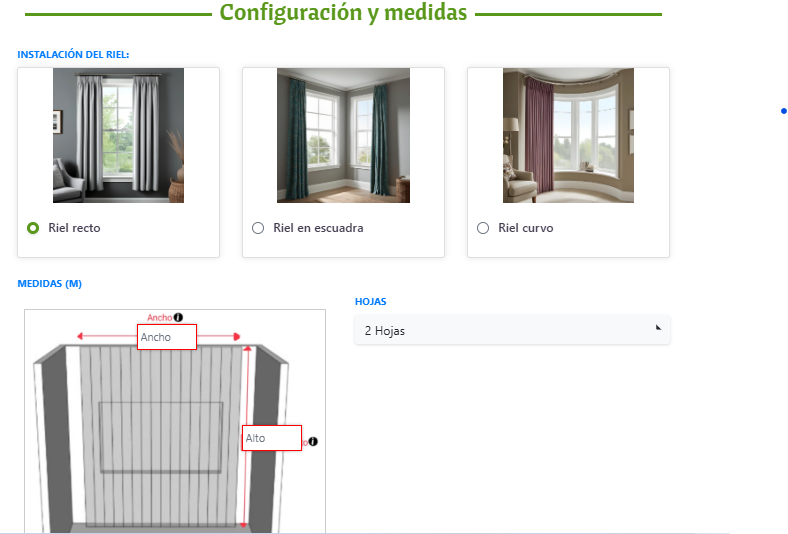 Configuración y medidas
INSTALACIÓN DEL RIEL:
Riel recto
Riel en escuadra
Riel curvo
MEDIDAS (M)
HOJAS
Ancho
Ancho
2 Hojas
Alto